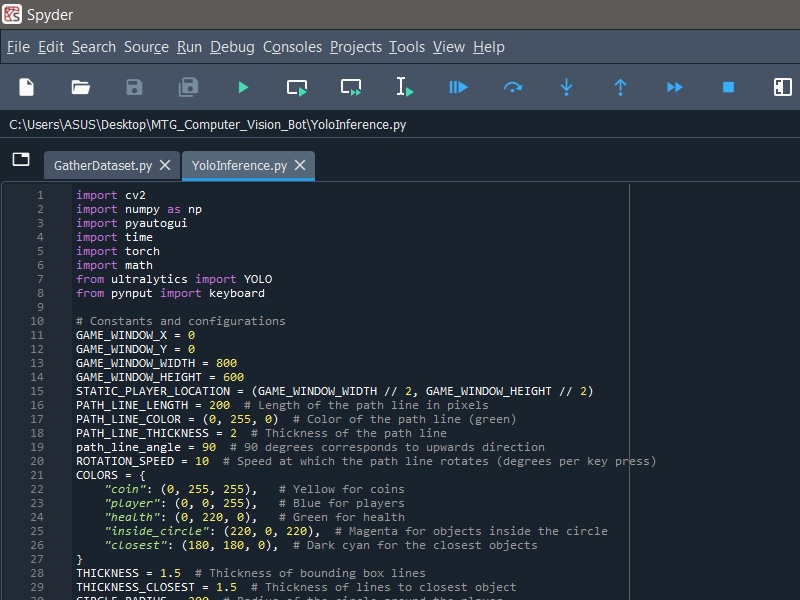 Spyder
File Edit Search Source Run Debug Consoles Projects Tools View Help
C:\Users\ASUS\Desktop\MTG_Computer_Vision_Bot\YoloInference.py
GatherDataset.py YoloInference.py
1 import cv2
2 import numpy as np
3 import pyautogui
4 import time
5 import torch
6 import math
7 from ultralytics import YOLO
8 from pynput import keyboard
9
10 # Constants and configurations
11 GAME_WINDOW_X = 0
12 GAME_WINDOW_Y = 0
13 GAME_WINDOW_WIDTH = 800
14 GAME_WINDOW_HEIGHT = 600
15 STATIC_PLAYER_LOCATION = (GAME_WINDOW_WIDTH // 2, GAME_WINDOW_HEIGHT // 2)
16 PATH_LINE_LENGTH = 200  # Length of the path line in pixels
17 PATH_LINE_COLOR = (0, 255, 0)  # Color of the path line (green)
18 PATH_LINE_THICKNESS = 2  # Thickness of the path line
19 path_line_angle = 90  # 90 degrees corresponds to upwards direction
20 ROTATION_SPEED = 10  # Speed at which the path line rotates (degrees per key press)
21 COLORS = {
22     "coin": (0, 255, 255),   # Yellow for coins
23     "player": (0, 0, 255),   # Blue for players
24     "health": (0, 220, 0),   # Green for health
25     "inside_circle": (220, 0, 220),  # Magenta for objects inside the circle
26     "closest": (180, 180, 0),  # Dark cyan for the closest objects
27 }
28 THICKNESS = 1.5  # Thickness of bounding box lines
29 THICKNESS_CLOSEST = 1.5  # Thickness of lines to closest object
30 CIRCLE_RADIUS = 200  # Radius of the circle around the player